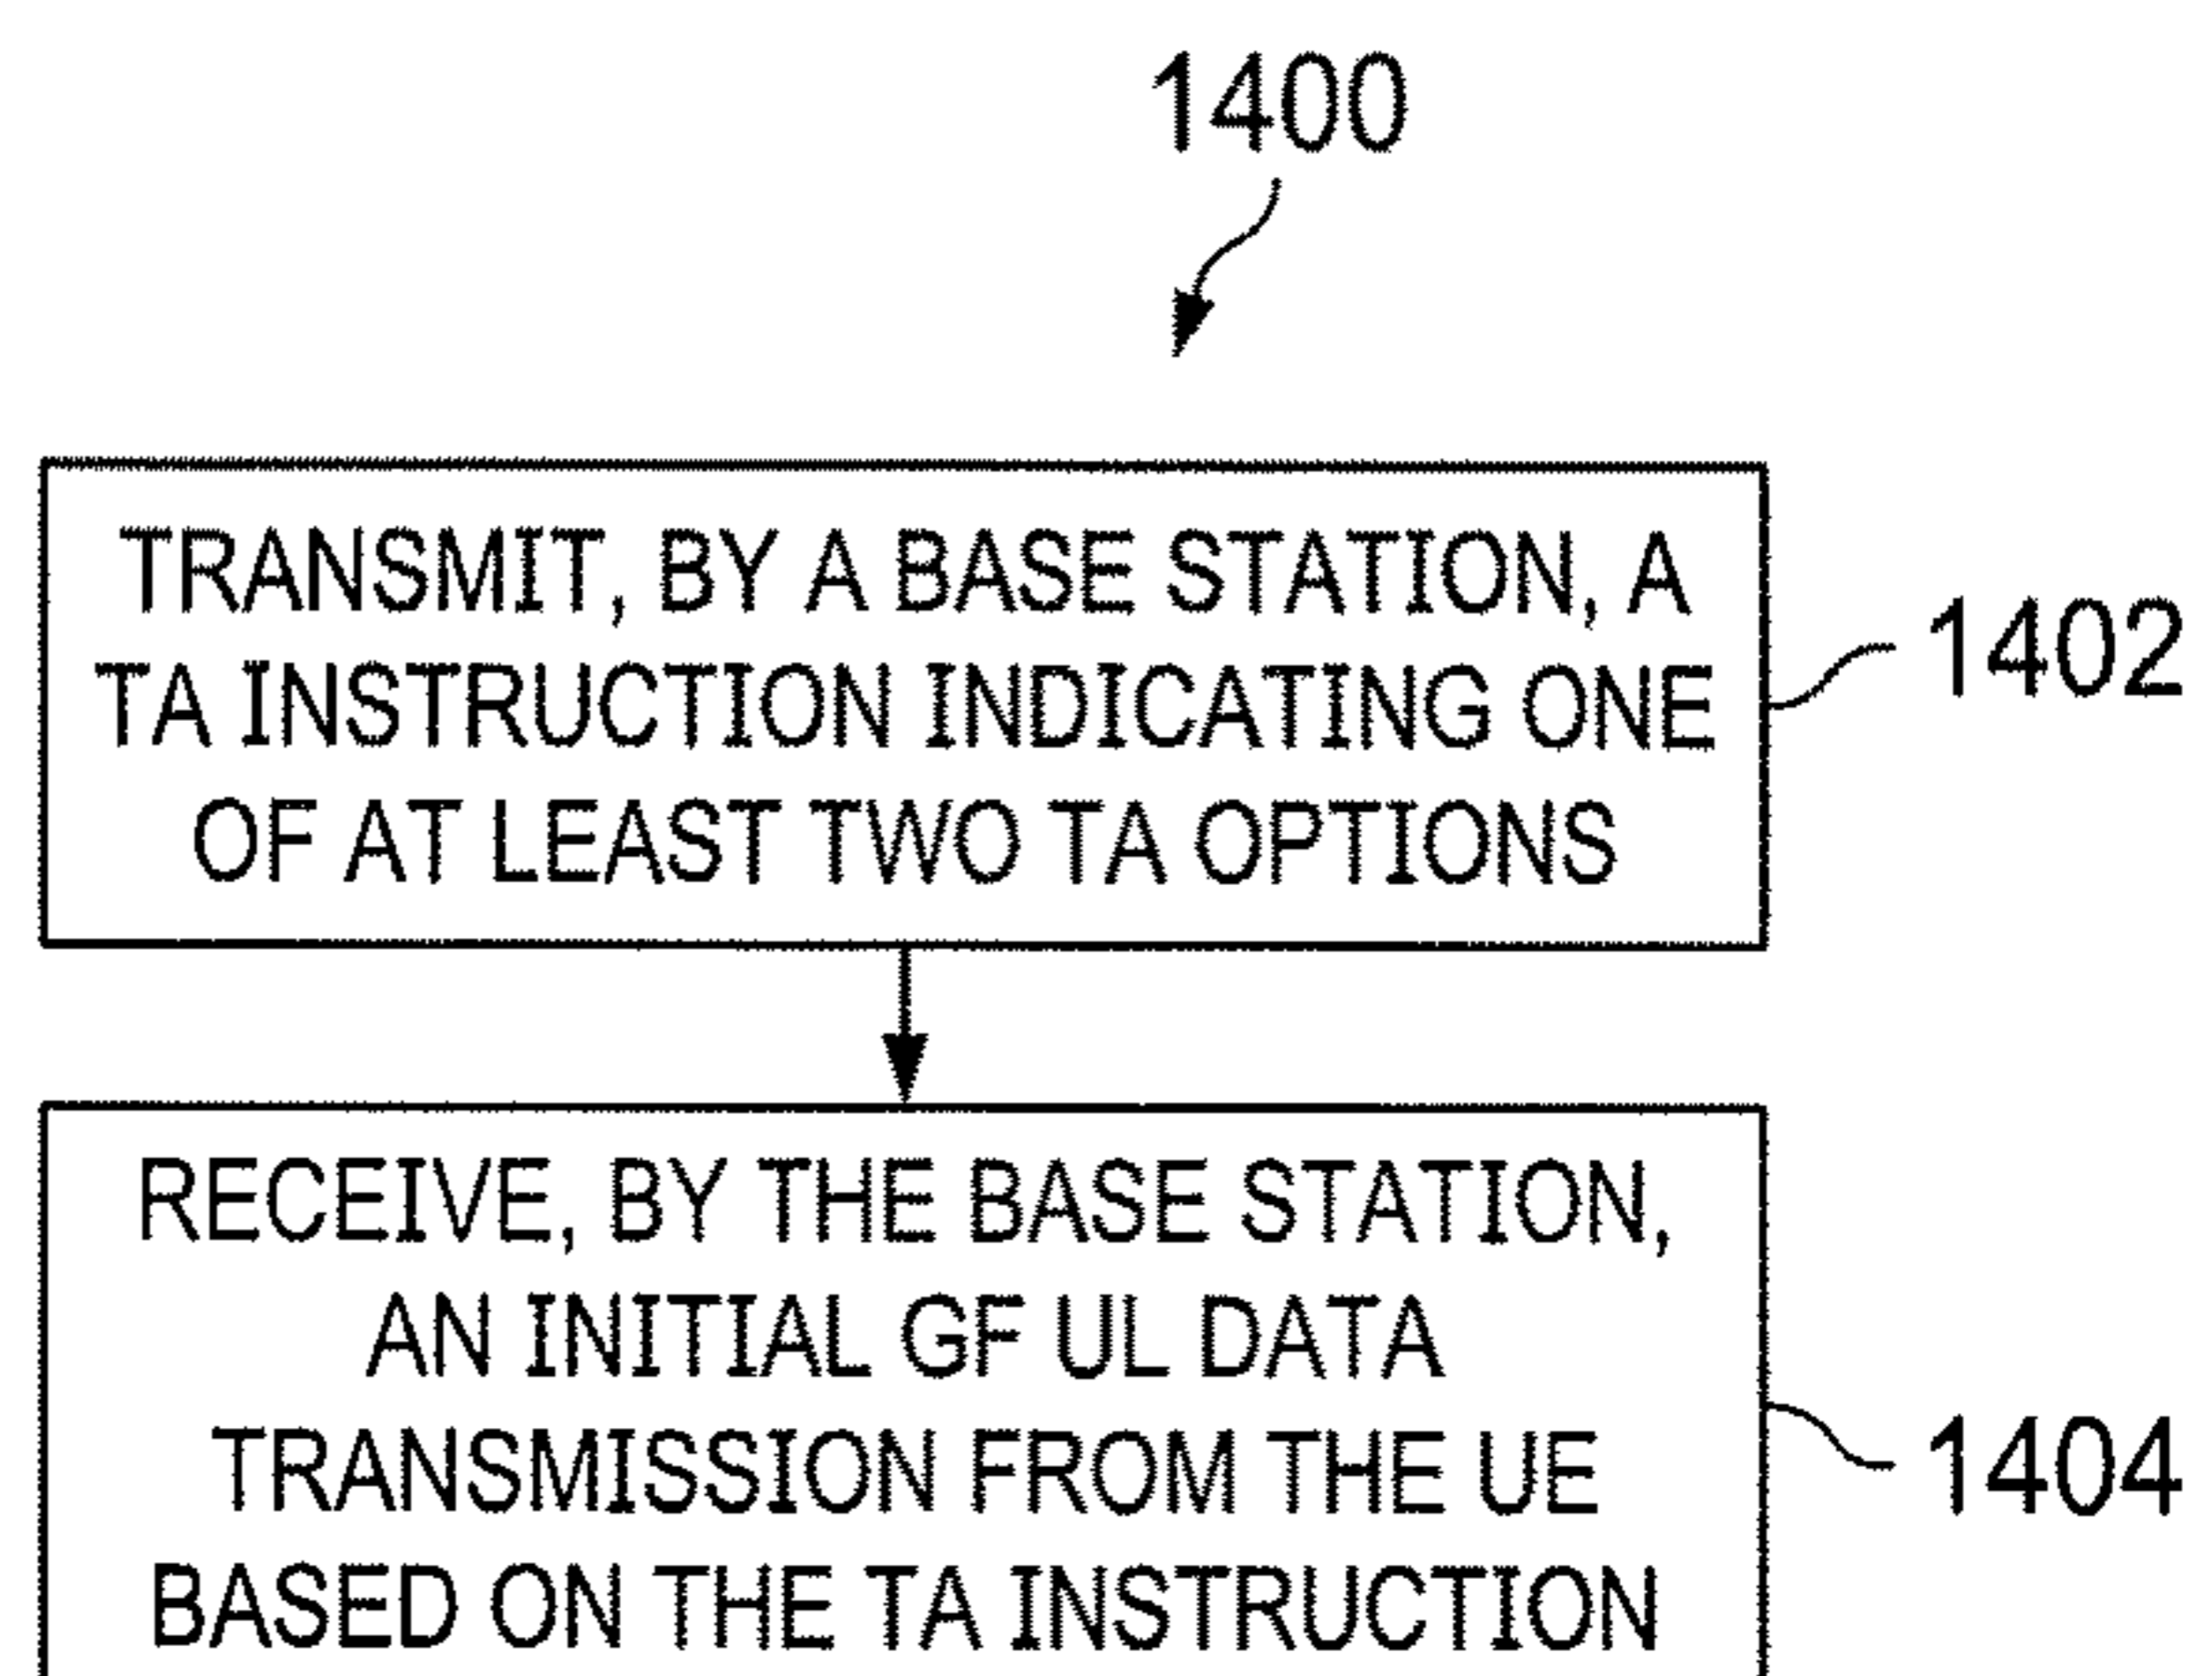 1400
TRANSMIT, BY A BASE STATION, A
TA INSTRUCTION INDICATING ONE
OF AT LEAST TWO TA OPTIONS
1402
RECEIVE, BY THE BASE STATION,
AN INITIAL GF UL DATA
TRANSMISSION FROM THE UE
BASED ON THE TA INSTRUCTION
1404